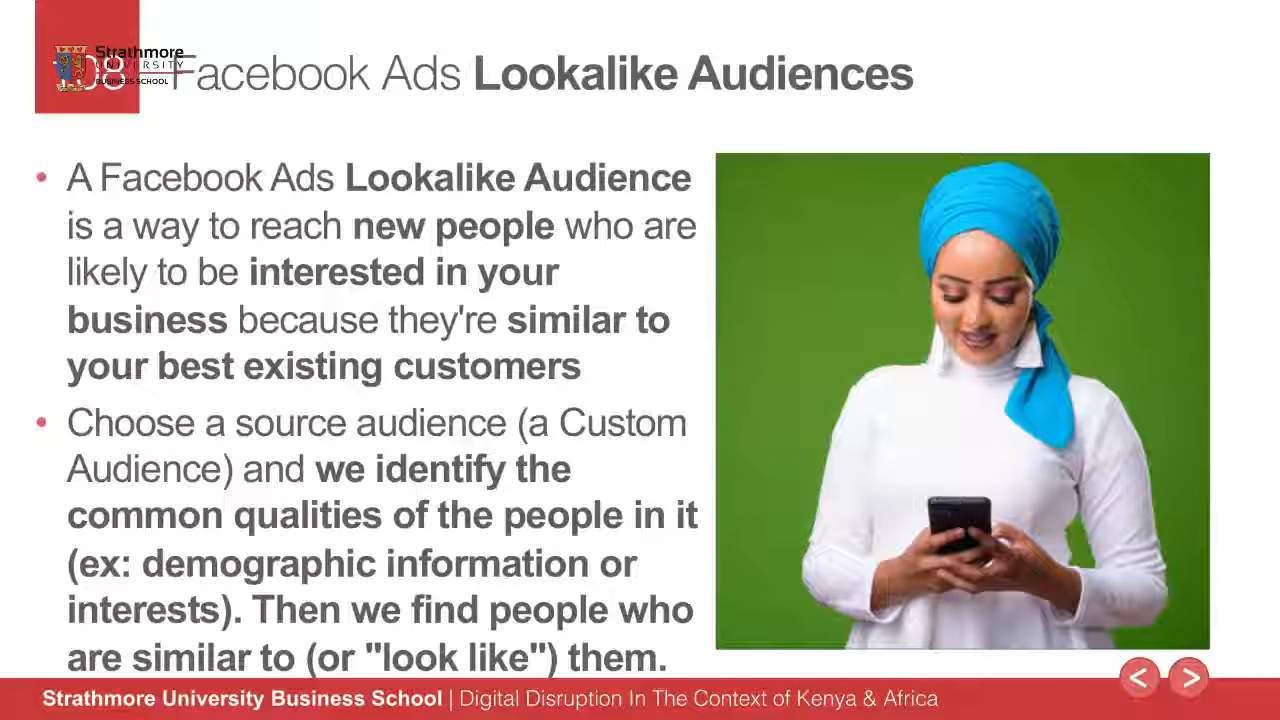 Strathmore
UNIVERSITY
BUSINESS SCHOOL
108 Facebook Ads Lookalike Audiences
• A Facebook Ads Lookalike Audience
is a way to reach new people who are
likely to be interested in your
business because they're similar to
your best existing customers
• Choose a source audience (a Custom
Audience) and we identify the
common qualities of the people in it
(ex: demographic information or
interests). Then we find people who
are similar to (or "look like") them.
Strathmore University Business School | Digital Disruption In The Context of Kenya & Africa